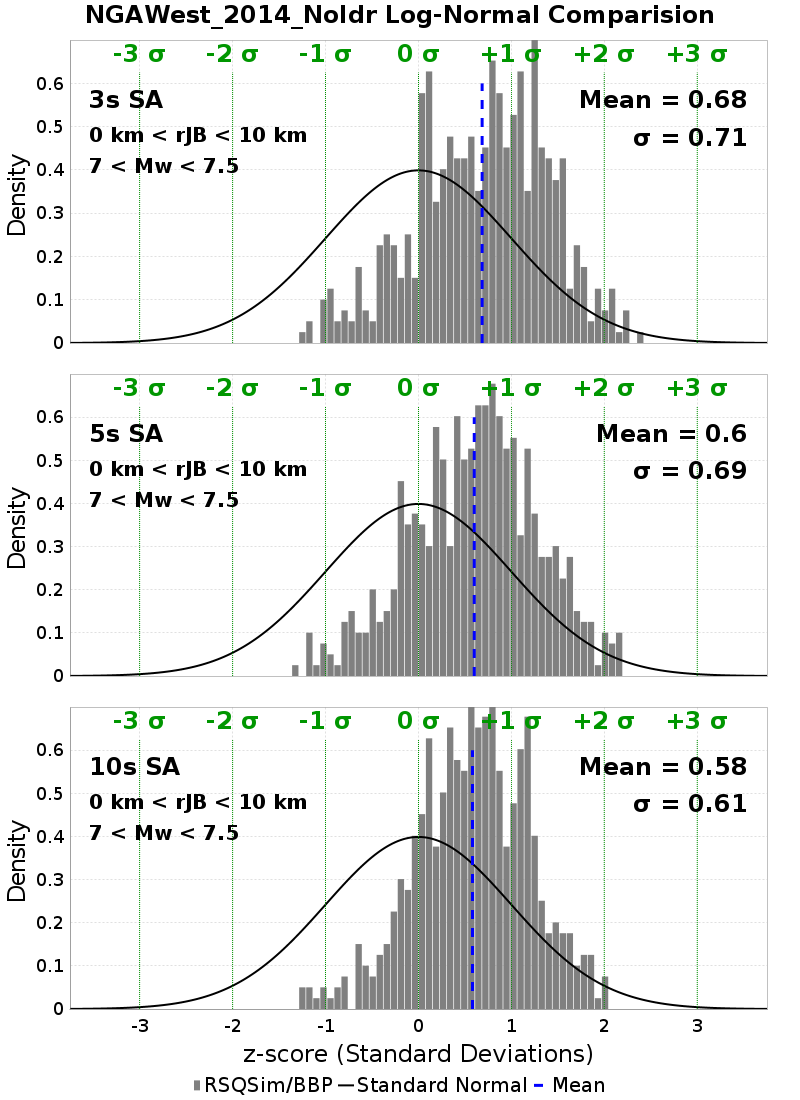 NGAWest_2014_NoIdr Log-Normal Comparision
-3 σ -2 σ -1 σ 0 σ +1 σ +2 σ +3 σ
0.6
3s SA Mean = 0.68
0.5
0 km < rJB < 10 km σ = 0.71
7 < Mw < 7.5
0.4
0.3
0.2
0.1
0
Density
-3 σ -2 σ -1 σ 0 σ +1 σ +2 σ +3 σ
0.6
5s SA Mean = 0.6
0.5
0 km < rJB < 10 km σ = 0.69
7 < Mw < 7.5
0.4
0.3
0.2
0.1
0
Density
-3 σ -2 σ -1 σ 0 σ +1 σ +2 σ +3 σ
0.6
10s SA Mean = 0.58
0.5
0 km < rJB < 10 km σ = 0.61
7 < Mw < 7.5
0.4
0.3
0.2
0.1
0
Density
-3 -2 -1 0 1 2 3
z-score (Standard Deviations)
RSQSim/BBP Standard Normal Mean